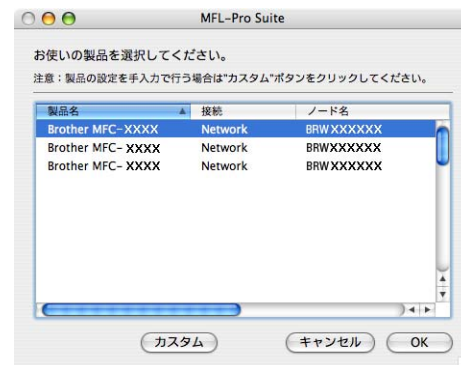 MFL-Pro Suite
お使いの製品を選択してください。
注意：製品の設定を手入力で行う場合は"カスタム"ボタンをクリックしてください。
製品名 接続 ノード名
Brother MFC-XXXX Network BRWXXXXXX
Brother MFC- XXXX Network BRWXXXXXX
Brother MFC- XXXX Network BRWXXXXXX
カスタム キャンセル OK